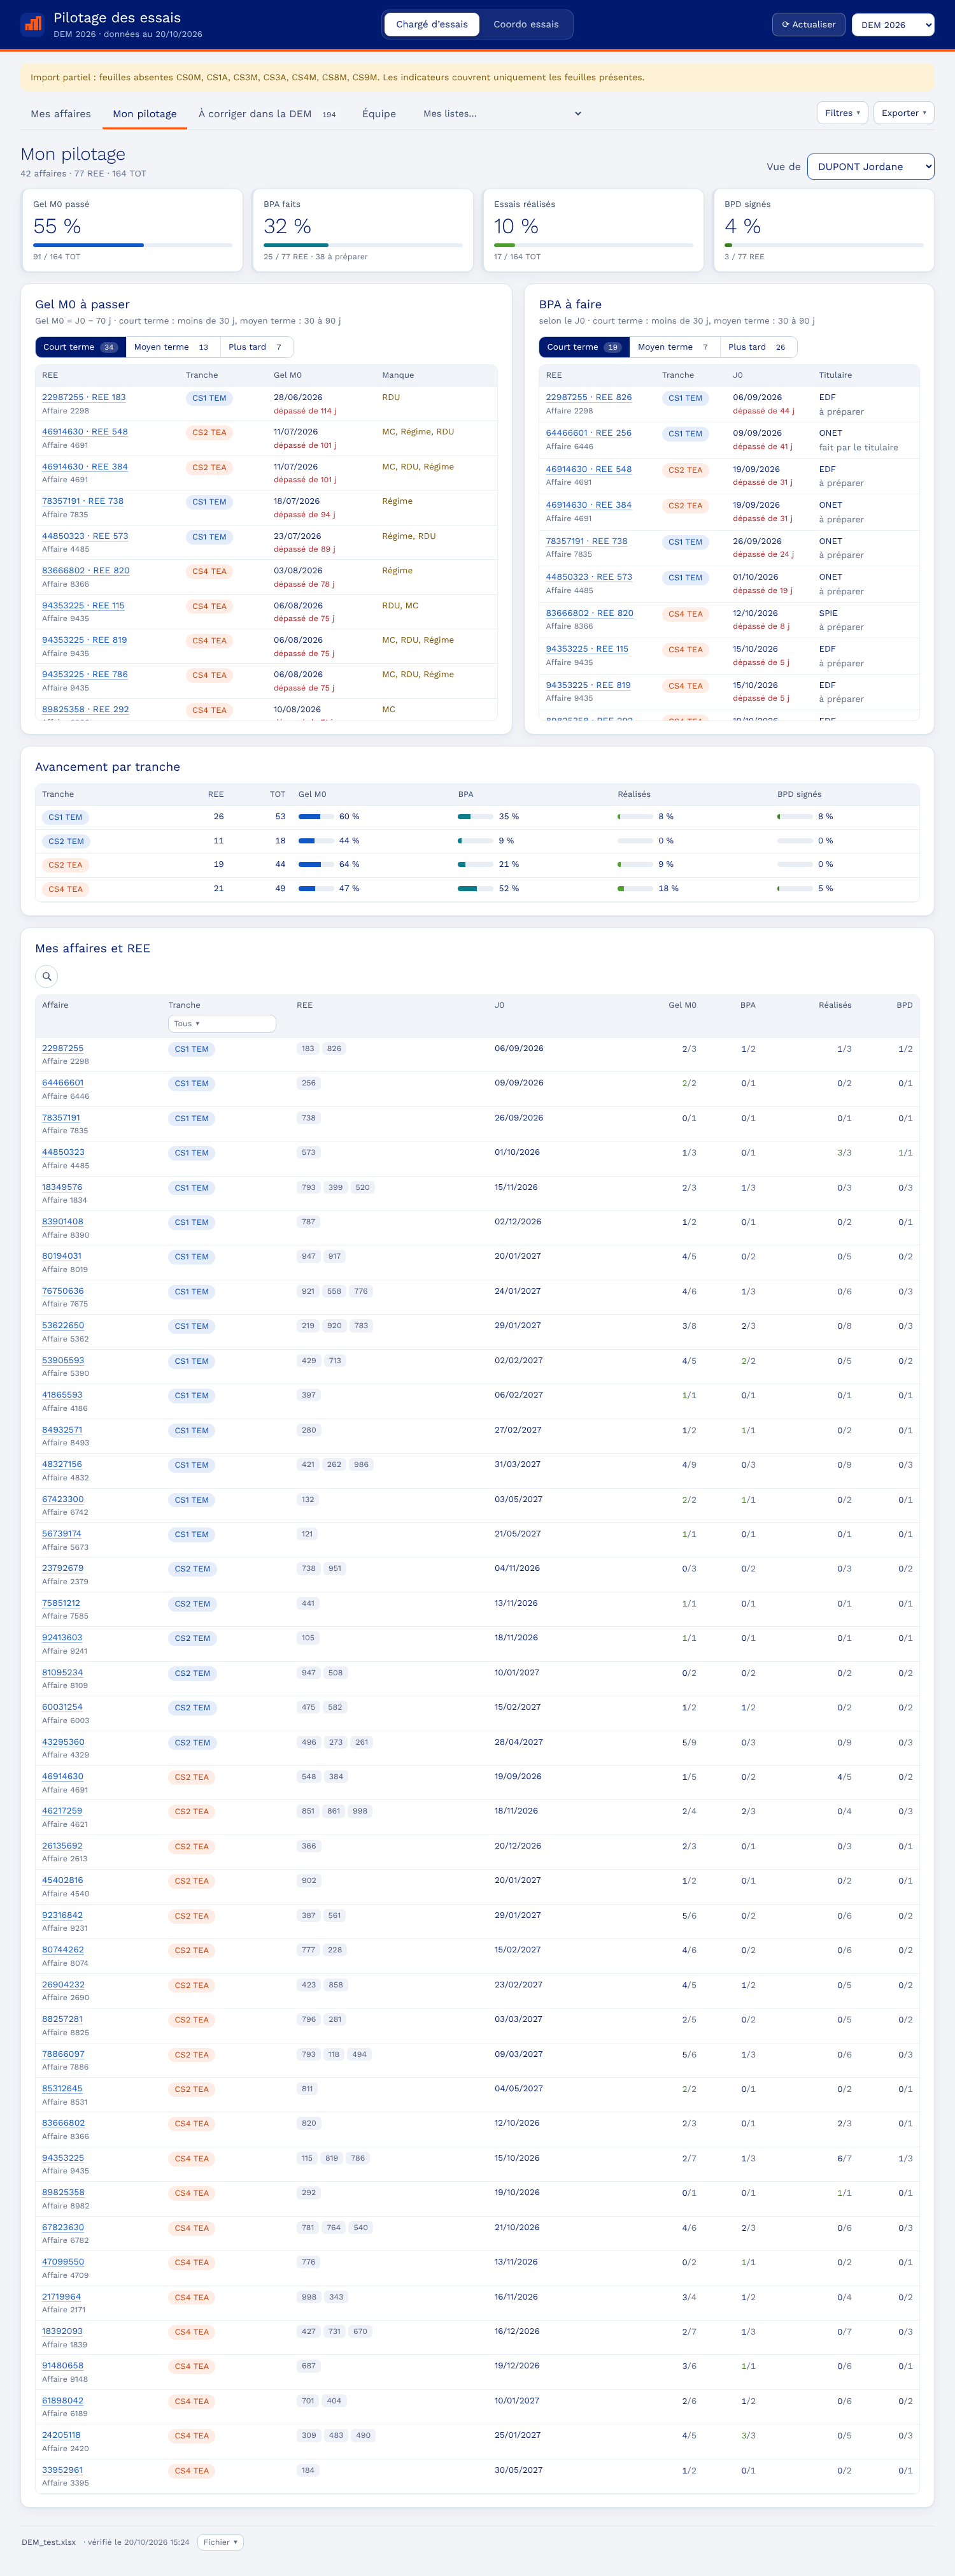 Pilotage des essais
DEM 2026 · données au 20/10/2026
Chargé d'essais Coordo essais
⟳ Actualiser DEM 2026
Import partiel : feuilles absentes CS0M, CS1A, CS3M, CS3A, CS4M, CS8M, CS9M. Les indicateurs couvrent uniquement les feuilles présentes.
Mes affaires Mon pilotage À corriger dans la DEM 194 Équipe Mes listes... Filtres ▾ Exporter ▾
Mon pilotage
42 affaires · 77 REE · 164 TOT
Vue de DUPONT Jordane
Gel M0 passé BPA faits Essais réalisés BPD signés
55 % 32 % 10 % 4 %
91 / 164 TOT 25 / 77 REE · 38 à préparer 17 / 164 TOT 3 / 77 REE
Gel M0 à passer
Gel M0 = J0 − 70 j · court terme : moins de 30 j, moyen terme : 30 à 90 j
Court terme 34 Moyen terme 13 Plus tard 7
REE Tranche Gel M0 Manque
22987255 · REE 183 CS1 TEM 28/06/2026 RDU
Affaire 2298 dépassé de 114 j
46914630 · REE 548 CS2 TEA 11/07/2026 MC, Régime, RDU
Affaire 4691 dépassé de 101 j
46914630 · REE 384 CS2 TEA 11/07/2026 MC, RDU, Régime
Affaire 4691 dépassé de 101 j
78357191 · REE 738 CS1 TEM 18/07/2026 Régime
Affaire 7835 dépassé de 94 j
44850323 · REE 573 CS1 TEM 23/07/2026 Régime, RDU
Affaire 4485 dépassé de 89 j
83666802 · REE 820 CS4 TEA 03/08/2026 Régime
Affaire 8366 dépassé de 78 j
94353225 · REE 115 CS4 TEA 06/08/2026 RDU, MC
Affaire 9435 dépassé de 75 j
94353225 · REE 819 CS4 TEA 06/08/2026 MC, RDU, Régime
Affaire 9435 dépassé de 75 j
94353225 · REE 786 CS4 TEA 06/08/2026 MC, RDU, Régime
Affaire 9435 dépassé de 75 j
89825358 · REE 292 CS4 TEA 10/08/2026 MC
BPA à faire
selon le J0 · court terme : moins de 30 j, moyen terme : 30 à 90 j
Court terme 19 Moyen terme 7 Plus tard 26
REE Tranche J0 Titulaire
22987255 · REE 826 CS1 TEM 06/09/2026 EDF
Affaire 2298 dépassé de 44 j à préparer
64466601 · REE 256 CS1 TEM 09/09/2026 ONET
Affaire 6446 dépassé de 41 j fait par le titulaire
46914630 · REE 548 CS2 TEA 19/09/2026 EDF
Affaire 4691 dépassé de 31 j à préparer
46914630 · REE 384 CS2 TEA 19/09/2026 ONET
Affaire 4691 dépassé de 31 j à préparer
78357191 · REE 738 CS1 TEM 26/09/2026 ONET
Affaire 7835 dépassé de 24 j à préparer
44850323 · REE 573 CS1 TEM 01/10/2026 ONET
Affaire 4485 dépassé de 19 j à préparer
83666802 · REE 820 CS4 TEA 12/10/2026 SPIE
Affaire 8366 dépassé de 8 j à préparer
94353225 · REE 115 CS4 TEA 15/10/2026 EDF
Affaire 9435 dépassé de 5 j à préparer
94353225 · REE 819 CS4 TEA 15/10/2026 EDF
Affaire 9435 dépassé de 5 j à préparer
Avancement par tranche
Tranche REE TOT Gel M0 BPA Réalisés BPD signés
CS1 TEM 26 53 60 % 35 % 8 % 8 %
CS2 TEM 11 18 44 % 9 % 0 % 0 %
CS2 TEA 19 44 64 % 21 % 9 % 0 %
CS4 TEA 21 49 47 % 52 % 18 % 5 %
Mes affaires et REE
Affaire Tranche REE J0 Gel M0 BPA Réalisés BPD
Tous ▾
22987255 CS1 TEM 183 826 06/09/2026 2/3 1/2 1/3 1/2
Affaire 2298
64466601 CS1 TEM 256 09/09/2026 2/2 0/1 0/2 0/1
Affaire 6446
78357191 CS1 TEM 738 26/09/2026 0/1 0/1 0/1 0/1
Affaire 7835
44850323 CS1 TEM 573 01/10/2026 1/3 0/1 3/3 1/1
Affaire 4485
18349576 CS1 TEM 793 399 520 15/11/2026 2/3 1/3 0/3 0/3
Affaire 1834
83901408 CS1 TEM 787 02/12/2026 1/2 0/1 0/2 0/1
Affaire 8390
80194031 CS1 TEM 947 917 20/01/2027 4/5 0/2 0/5 0/2
Affaire 8019
76750636 CS1 TEM 921 558 776 24/01/2027 4/6 1/3 0/6 0/3
Affaire 7675
53622650 CS1 TEM 219 920 783 29/01/2027 3/8 2/3 0/8 0/3
Affaire 5362
53905593 CS1 TEM 429 713 02/02/2027 4/5 2/2 0/5 0/2
Affaire 5390
41865593 CS1 TEM 397 06/02/2027 1/1 0/1 0/1 0/1
Affaire 4186
84932571 CS1 TEM 280 27/02/2027 1/2 1/1 0/2 0/1
Affaire 8493
48327156 CS1 TEM 421 262 986 31/03/2027 4/9 0/3 0/9 0/3
Affaire 4832
67423300 CS1 TEM 132 03/05/2027 2/2 1/1 0/2 0/1
Affaire 6742
56739174 CS1 TEM 121 21/05/2027 1/1 0/1 0/1 0/1
Affaire 5673
23792679 CS2 TEM 738 951 04/11/2026 0/3 0/2 0/3 0/2
Affaire 2379
75851212 CS2 TEM 441 13/11/2026 1/1 0/1 0/1 0/1
Affaire 7585
92413603 CS2 TEM 105 18/11/2026 1/1 0/1 0/1 0/1
Affaire 9241
81095234 CS2 TEM 947 508 10/01/2027 0/2 0/2 0/2 0/2
Affaire 8109
60031254 CS2 TEM 475 582 15/02/2027 1/2 1/2 0/2 0/2
Affaire 6003
43295360 CS2 TEM 496 273 261 28/04/2027 5/9 0/3 0/9 0/3
Affaire 4329
46914630 CS2 TEA 548 384 19/09/2026 1/5 0/2 4/5 0/2
Affaire 4691
46217259 CS2 TEA 851 861 998 18/11/2026 2/4 2/3 0/4 0/3
Affaire 4621
26135692 CS2 TEA 366 20/12/2026 2/3 0/1 0/3 0/1
Affaire 2613
45402816 CS2 TEA 902 20/01/2027 1/2 0/1 0/2 0/1
Affaire 4540
92316842 CS2 TEA 387 561 29/01/2027 5/6 0/2 0/6 0/2
Affaire 9231
80744262 CS2 TEA 777 228 15/02/2027 4/6 0/2 0/6 0/2
Affaire 8074
26904232 CS2 TEA 423 858 23/02/2027 4/5 1/2 0/5 0/2
Affaire 2690
88257281 CS2 TEA 796 281 03/03/2027 2/5 0/2 0/5 0/2
Affaire 8825
78866097 CS2 TEA 793 118 494 09/03/2027 5/6 1/3 0/6 0/3
Affaire 7886
85312645 CS2 TEA 811 04/05/2027 2/2 0/1 0/2 0/1
Affaire 8531
83666802 CS4 TEA 820 12/10/2026 2/3 0/1 2/3 0/1
Affaire 8366
94353225 CS4 TEA 115 819 786 15/10/2026 2/7 1/3 6/7 1/3
Affaire 9435
89825358 CS4 TEA 292 19/10/2026 0/1 0/1 1/1 0/1
Affaire 8982
67823630 CS4 TEA 781 764 540 21/10/2026 4/6 2/3 0/6 0/3
Affaire 6782
47099550 CS4 TEA 776 13/11/2026 0/2 1/1 0/2 0/1
Affaire 4709
21719964 CS4 TEA 998 343 16/11/2026 3/4 1/2 0/4 0/2
Affaire 2171
18392093 CS4 TEA 427 731 670 16/12/2026 2/7 1/3 0/7 0/3
Affaire 1839
91480658 CS4 TEA 687 19/12/2026 3/6 1/1 0/6 0/1
Affaire 9148
61898042 CS4 TEA 701 404 10/01/2027 2/6 1/2 0/6 0/2
Affaire 6189
24205118 CS4 TEA 309 483 490 25/01/2027 4/5 3/3 0/5 0/3
Affaire 2420
33952961 CS4 TEA 184 30/05/2027 1/2 0/1 0/2 0/1
Affaire 3395
DEM_test.xlsx · vérifié le 20/10/2026 15:24 Fichier ▾